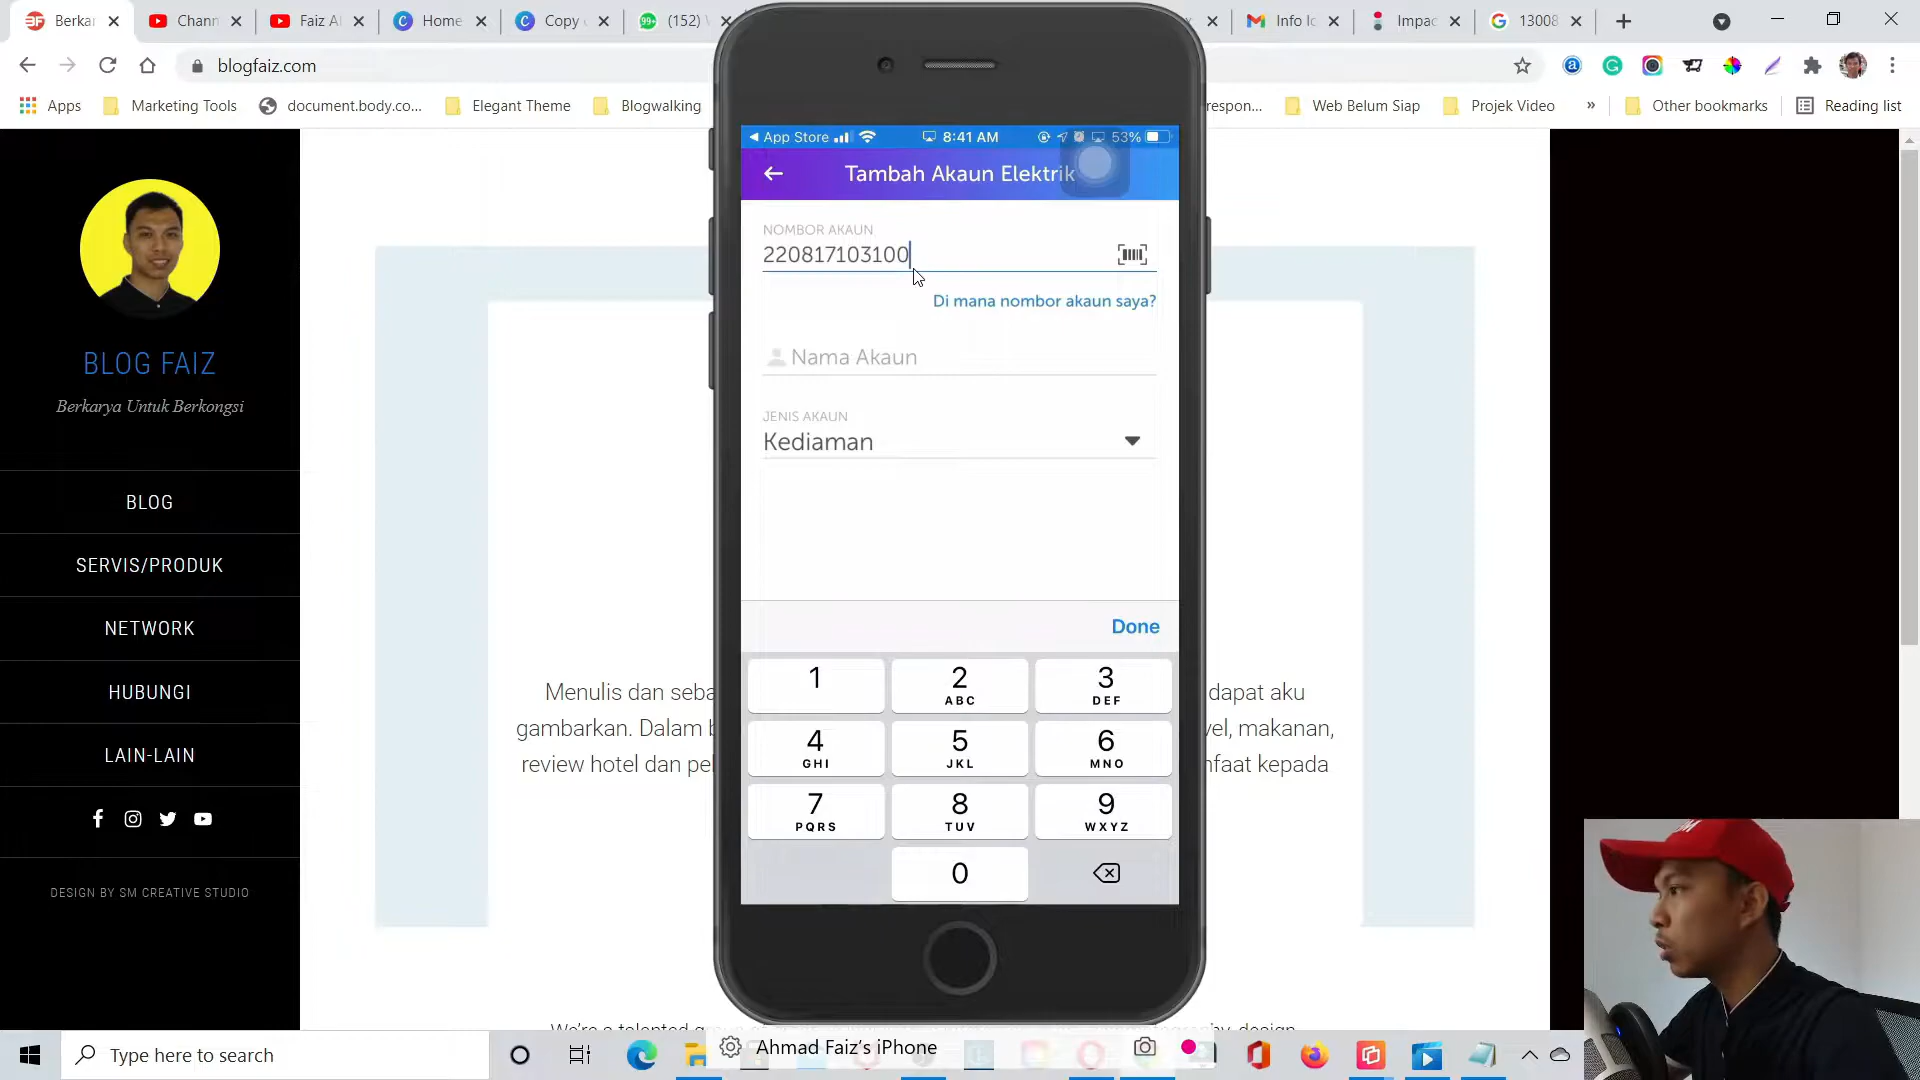 Berkar
Chann
Faiz Al
Home
Copy
99+
(152)
Info Ic
Impac
13008
blogfaiz.com
Apps
Marketing Tools
document.body.co...
Elegant Theme
Blogwalking
respon...
Web Belum Siap
Projek Video
»
Other bookmarks
Reading list
BLOG FAIZ
Berkarya Untuk Berkongsi
BLOG
SERVIS/PRODUK
NETWORK
HUBUNGI
LAIN-LAIN
DESIGN BY SM CREATIVE STUDIO
App Store
8:41 AM
53%
Tambah Akaun Elektrik
NOMBOR AKAUN
220817103100
Di mana nombor akaun saya?
Nama Akaun
JENIS AKAUN
Kediaman
Done
1
2 ABC
3 DEF
4 GHI
5 JKL
6 MNO
7 PQRS
8 TUV
9 WXYZ
0
Menulis dan seba dapat aku
gambarkan. Dalam b vel, makanan,
review hotel dan pel nfaat kepada
Type here to search
Ahmad Faiz's iPhone